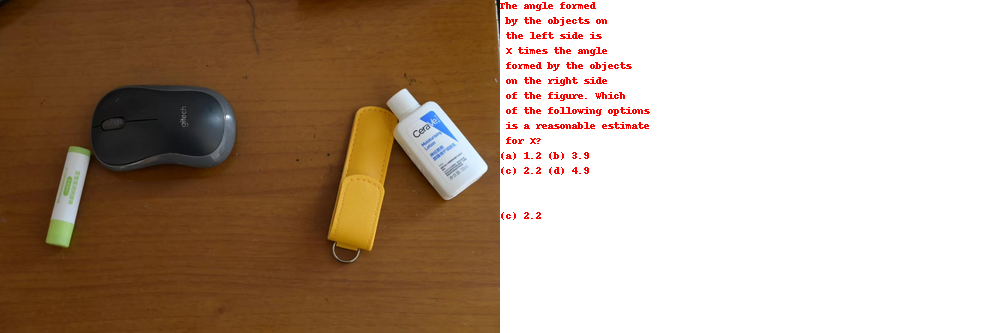 The angle formed
by the objects on
the left side is
X times the angle
formed by the objects
on the right side
of the figure. Which
of the following options
is a reasonable estimate
for X?
(a) 1.2 (b) 3.9
(c) 2.2 (d) 4.9
(c) 2.2
CeraVe
Moisturising
Lotion